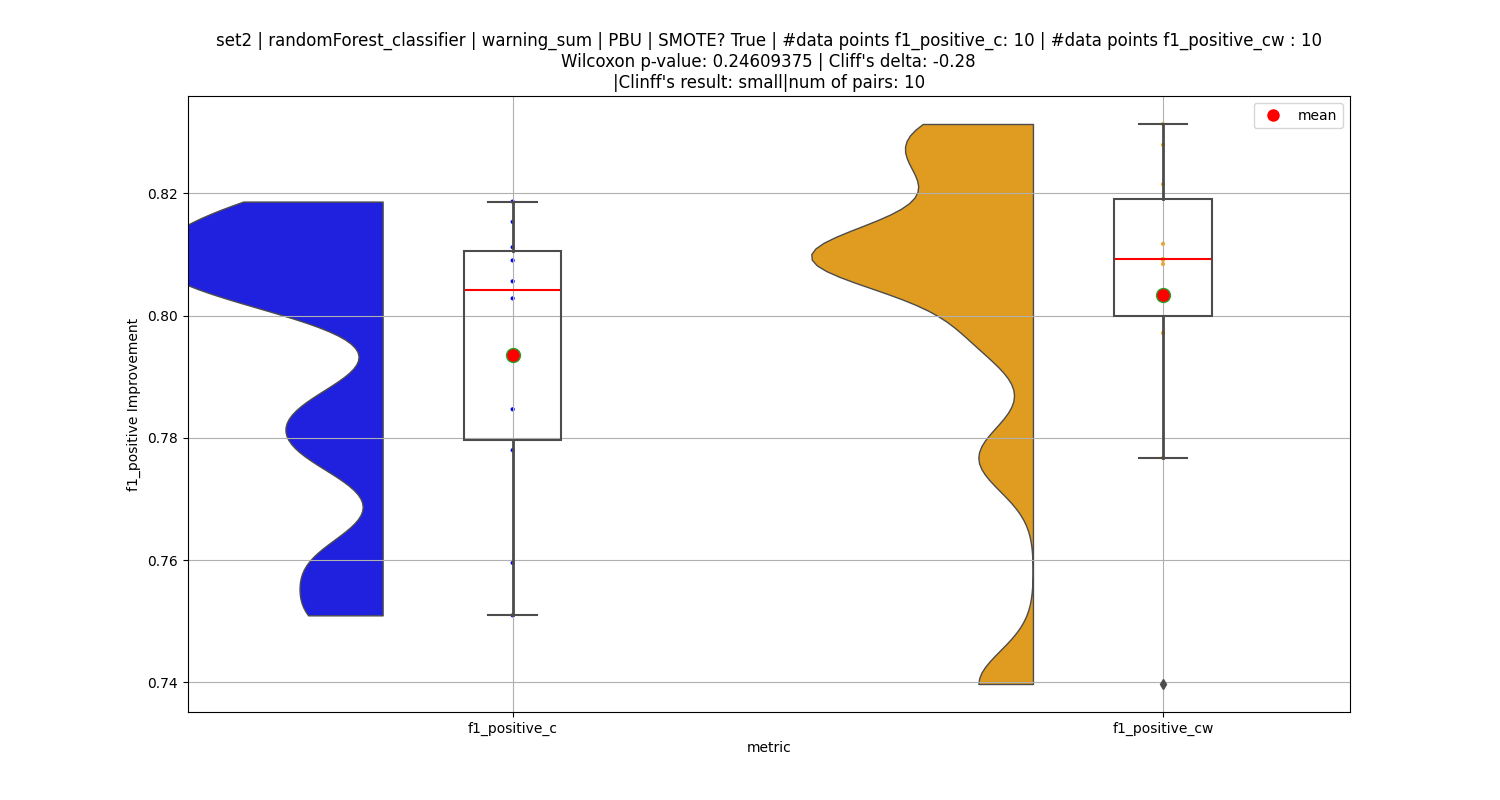 set2 | randomForest_classifier | warning_sum | PBU | SMOTE? True | #data points f1_positive_c: 10 | #data points f1_positive_cw : 10
Wilcoxon p-value: 0.24609375 | Cliff's delta: -0.28
|Clinff's result: small|num of pairs: 10
mean
f1_positive Improvement
0.82
0.80
0.78
0.76
0.74
f1_positive_c
f1_positive_cw
metric